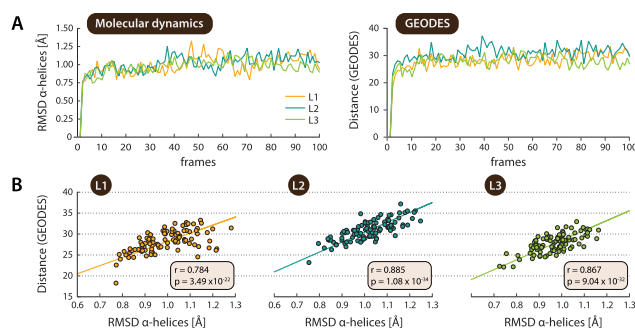 A
Molecular dynamics
GEODES
RMSD α-helices [Å]
1.50
1.25
1.00
0.75
0.50
0.25
0
0 10 20 30 40 50 60 70 80 90 100
frames
L1
L2
L3
Distance (GEODES)
40
30
20
10
0
0 10 20 30 40 50 60 70 80 90 100
frames
B
L1
L2
L3
Distance (GEODES)
40
35
30
25
20
15
r = 0.784
p = 3.49 x10⁻²²
r = 0.885
p = 1.08 x 10⁻³⁴
r = 0.867
p = 9.04 x10⁻³²
0.6 0.7 0.8 0.9 1.0 1.1 1.2 1.3
0.6 0.7 0.8 0.9 1.0 1.1 1.2 1.3
0.6 0.7 0.8 0.9 1.0 1.1 1.2 1.3
RMSD α-helices [Å]
RMSD α-helices [Å]
RMSD α-helices [Å]